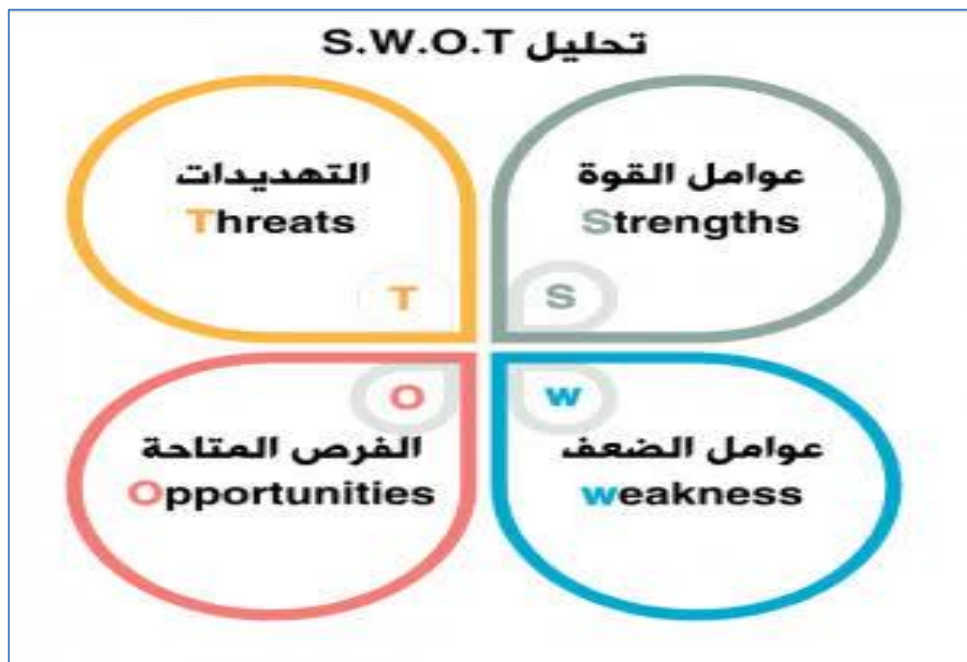 تحليل S.W.O.T
عوامل القوة
Strengths
S
التهديدات
Threats
T
w
عوامل الضعف
weakness
O
الفرص المتاحة
Opportunities